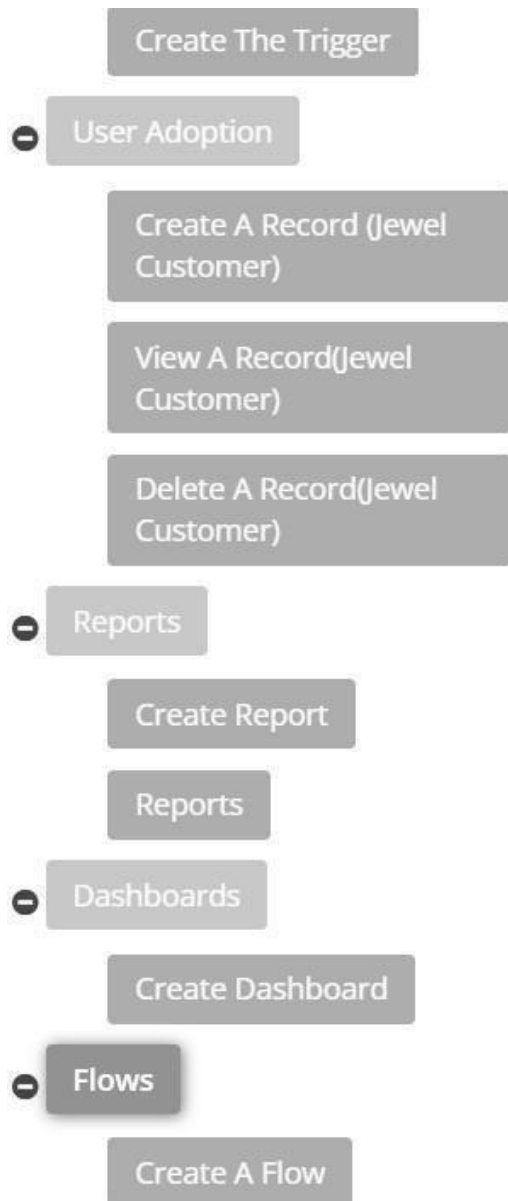 Create The Trigger
User Adoption
Create A Record (Jewel
Customer)
View A Record(Jewel
Customer)
Delete A Record(Jewel
Customer)
Reports
Create Report
Reports
Dashboards
Create Dashboard
Flows
Create A Flow